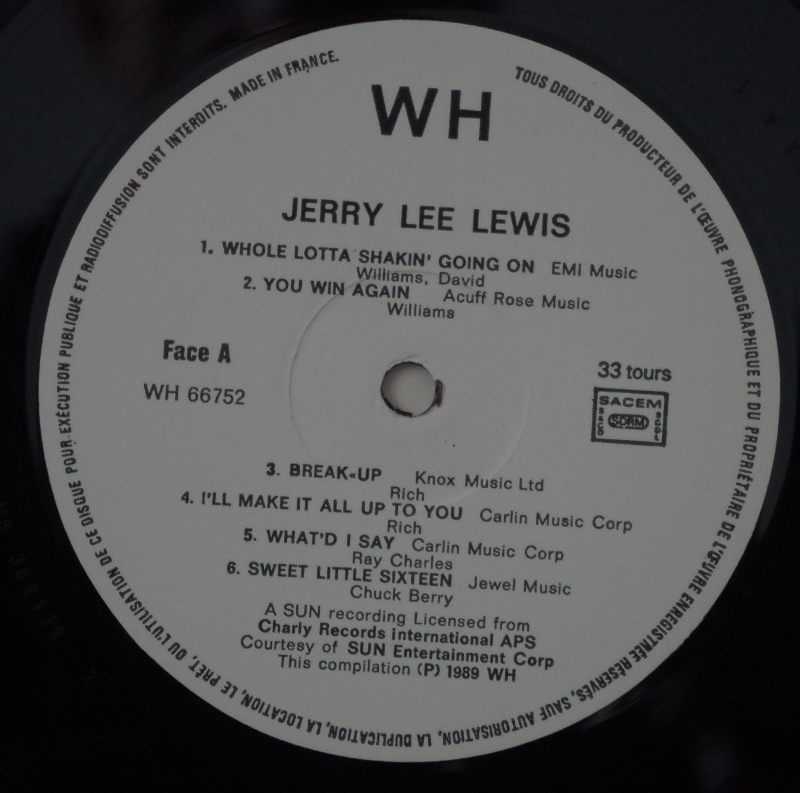 WH
JERRY LEE LEWIS
1. WHOLE LOTTA SHAKIN' GOING ON EMI Music
Williams, David
2. YOU WIN AGAIN Acuff Rose Music
Williams
Face A
WH 66752
33 tours
SACEM
SACD SDRM SCDL
3. BREAK-UP Knox Music Ltd
Rich
4. I'LL MAKE IT ALL UP TO YOU Carlin Music Corp
Rich
5. WHAT'D I SAY Carlin Music Corp
Ray Charles
6. SWEET LITTLE SIXTEEN Jewel Music
Chuck Berry
A SUN recording Licensed from
Charly Records international APS
Courtesy of SUN Entertainment Corp
This compilation (P) 1989 WH
TOUS DROITS DU PRODUCTEUR DE L'ŒUVRE PHONOGRAPHIQUE ET DU PROPRIÉTAIRE DE L'ŒUVRE ENREGISTRÉE RÉSERVÉS, SAUF AUTORISATION, LA DUPLICATION, LA LOCATION, LE PRET, OU L'UTILISATION DE CE DISQUE POUR EXÉCUTION PUBLIQUE ET RADIODIFFUSION SONT INTERDITS. MADE IN FRANCE.